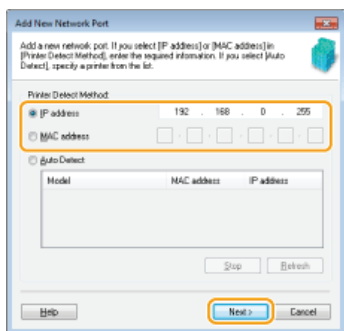 Add New Network Port
Add a new network port. If you select [IP address] or [MAC address] in
[Printer Detect Method], enter the required information. If you select [Auto
Detect], specify a printer from the list.
Printer Detect Method:
IP address 192 . 168 . 0 . 255
MAC address - - - - -
Auto Detect:
Model MAC address IP address
Stop Refresh
Help Next > Cancel